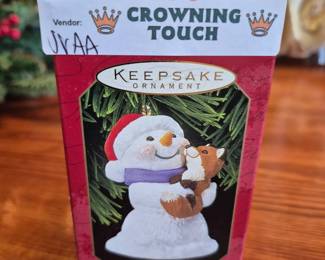 Vendor:
CROWNING
TOUCH
KEEPSAKE
ORNAMENT